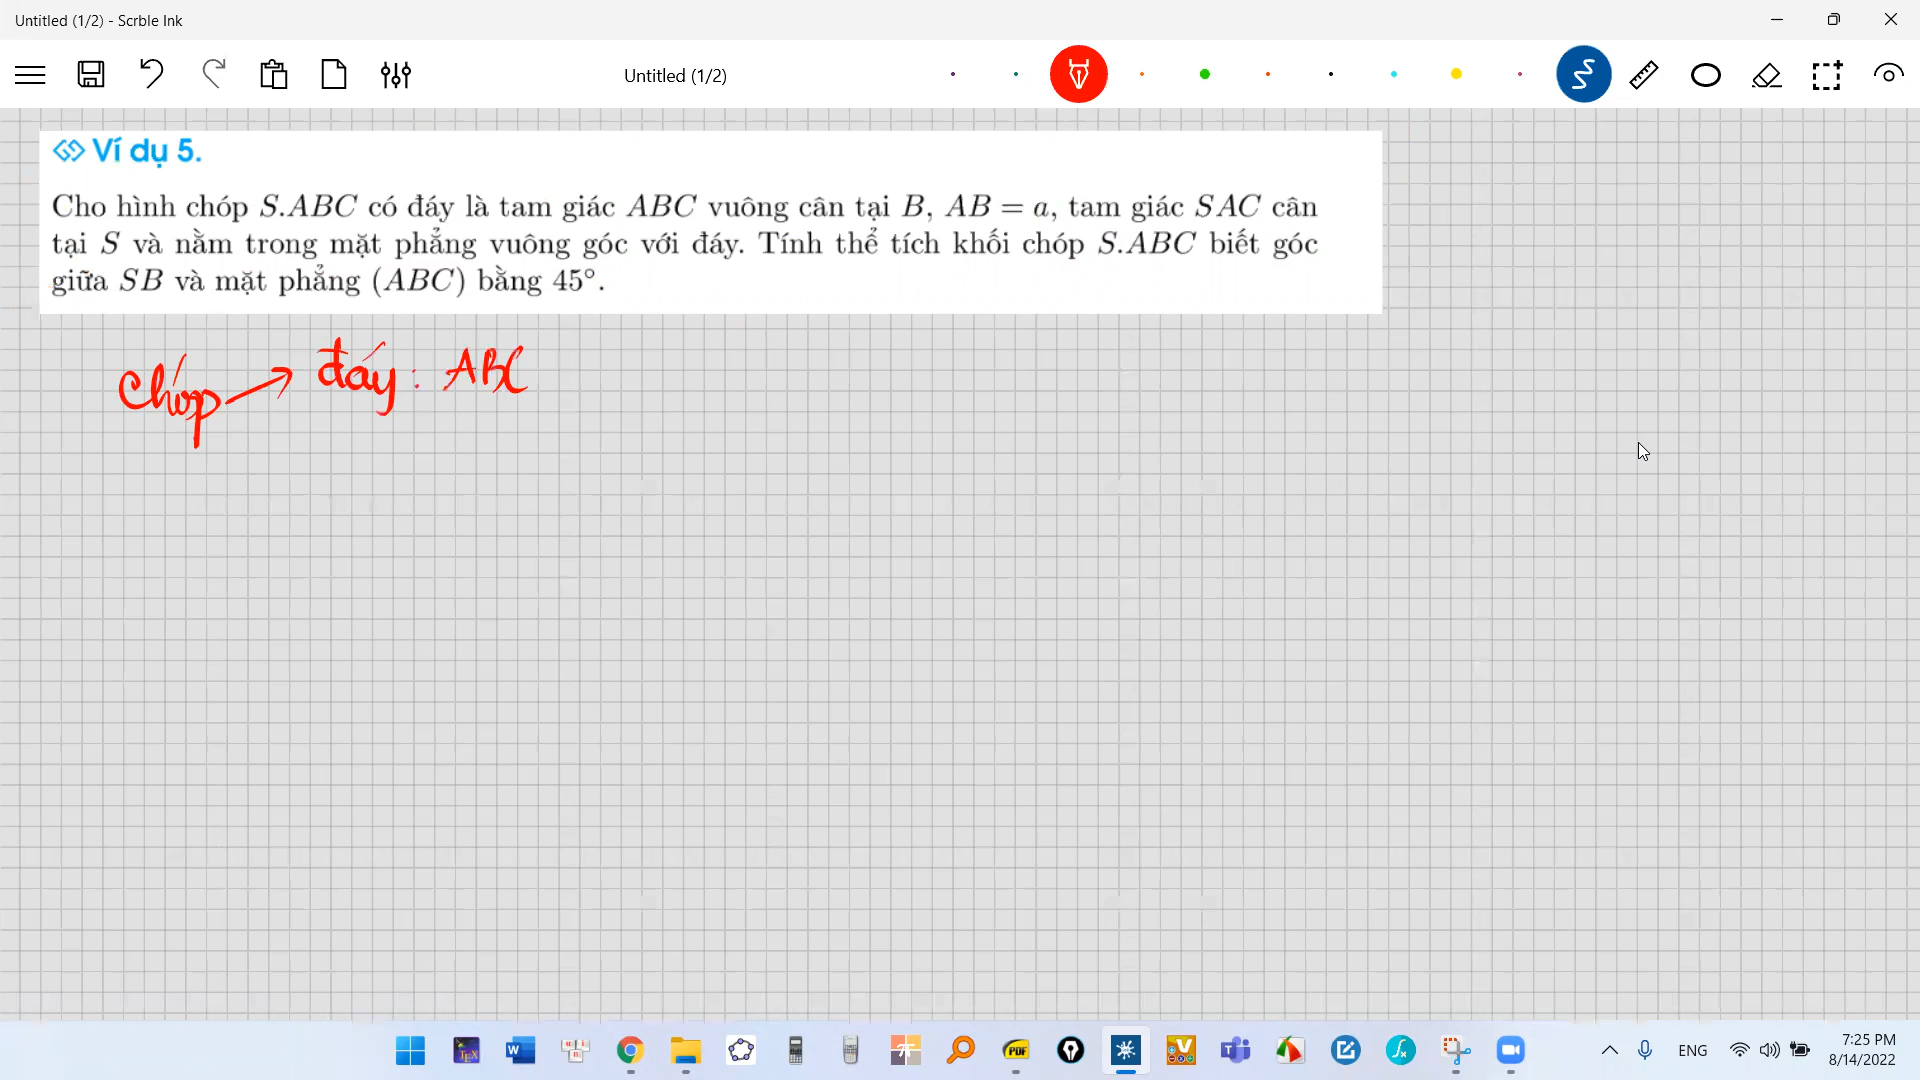 Untitled (1/2) - Scrble Ink
Untitled (1/2)
Ví dụ 5.
Cho hình chóp S.ABC có đáy là tam giác ABC vuông cân tại B, AB = a, tam giác SAC cân
tại S và nằm trong mặt phẳng vuông góc với đáy. Tính thể tích khối chóp S.ABC biết góc
giữa SB và mặt phẳng (ABC) bằng 45°.
Chóp → đáy : ABC
ENG
7:25 PM
8/14/2022